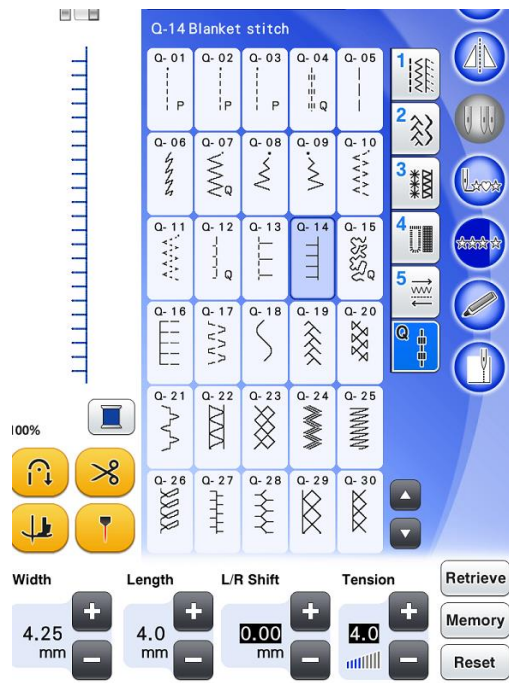 Q-14 Blanket stitch
Q-01 Q-02 Q-03 Q-04 Q-05
P P P Q
Q-06 Q-07 Q-08 Q-09 Q-10
Q
Q-11 Q-12 Q-13 Q-14 Q-15
Q Q
Q-16 Q-17 Q-18 Q-19 Q-20
Q-21 Q-22 Q-23 Q-24 Q-25
Q-26 Q-27 Q-28 Q-29 Q-30
1
2
3
4
5
Q
100%
Width Length L/R Shift Tension
4.25 4.0 0.00 4.0
mm mm mm
Retrieve
Memory
Reset